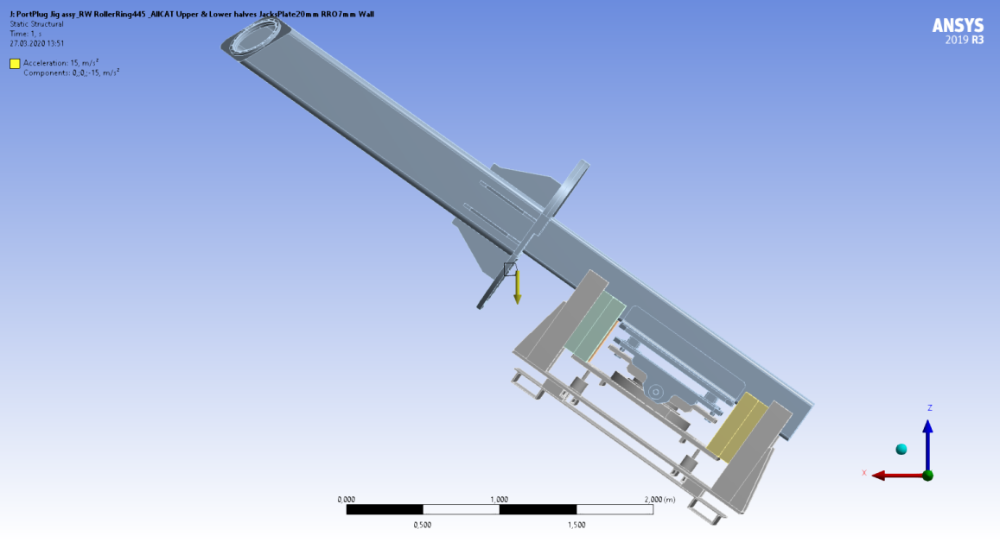 J: PortPlug Jig assy_RW RollerRing445 _AllCAT Upper & Lower halves JacksPlate20mm RRO7mm Wall
Static Structural
Time: 1, s
27.03.2020 13:51
Acceleration: 15, m/s²
Components: 0,;0,;-15, m/s²
ANSYS
2019 R3
Z
X
0,000
1,000
2,000 (m)
0,500
1,500